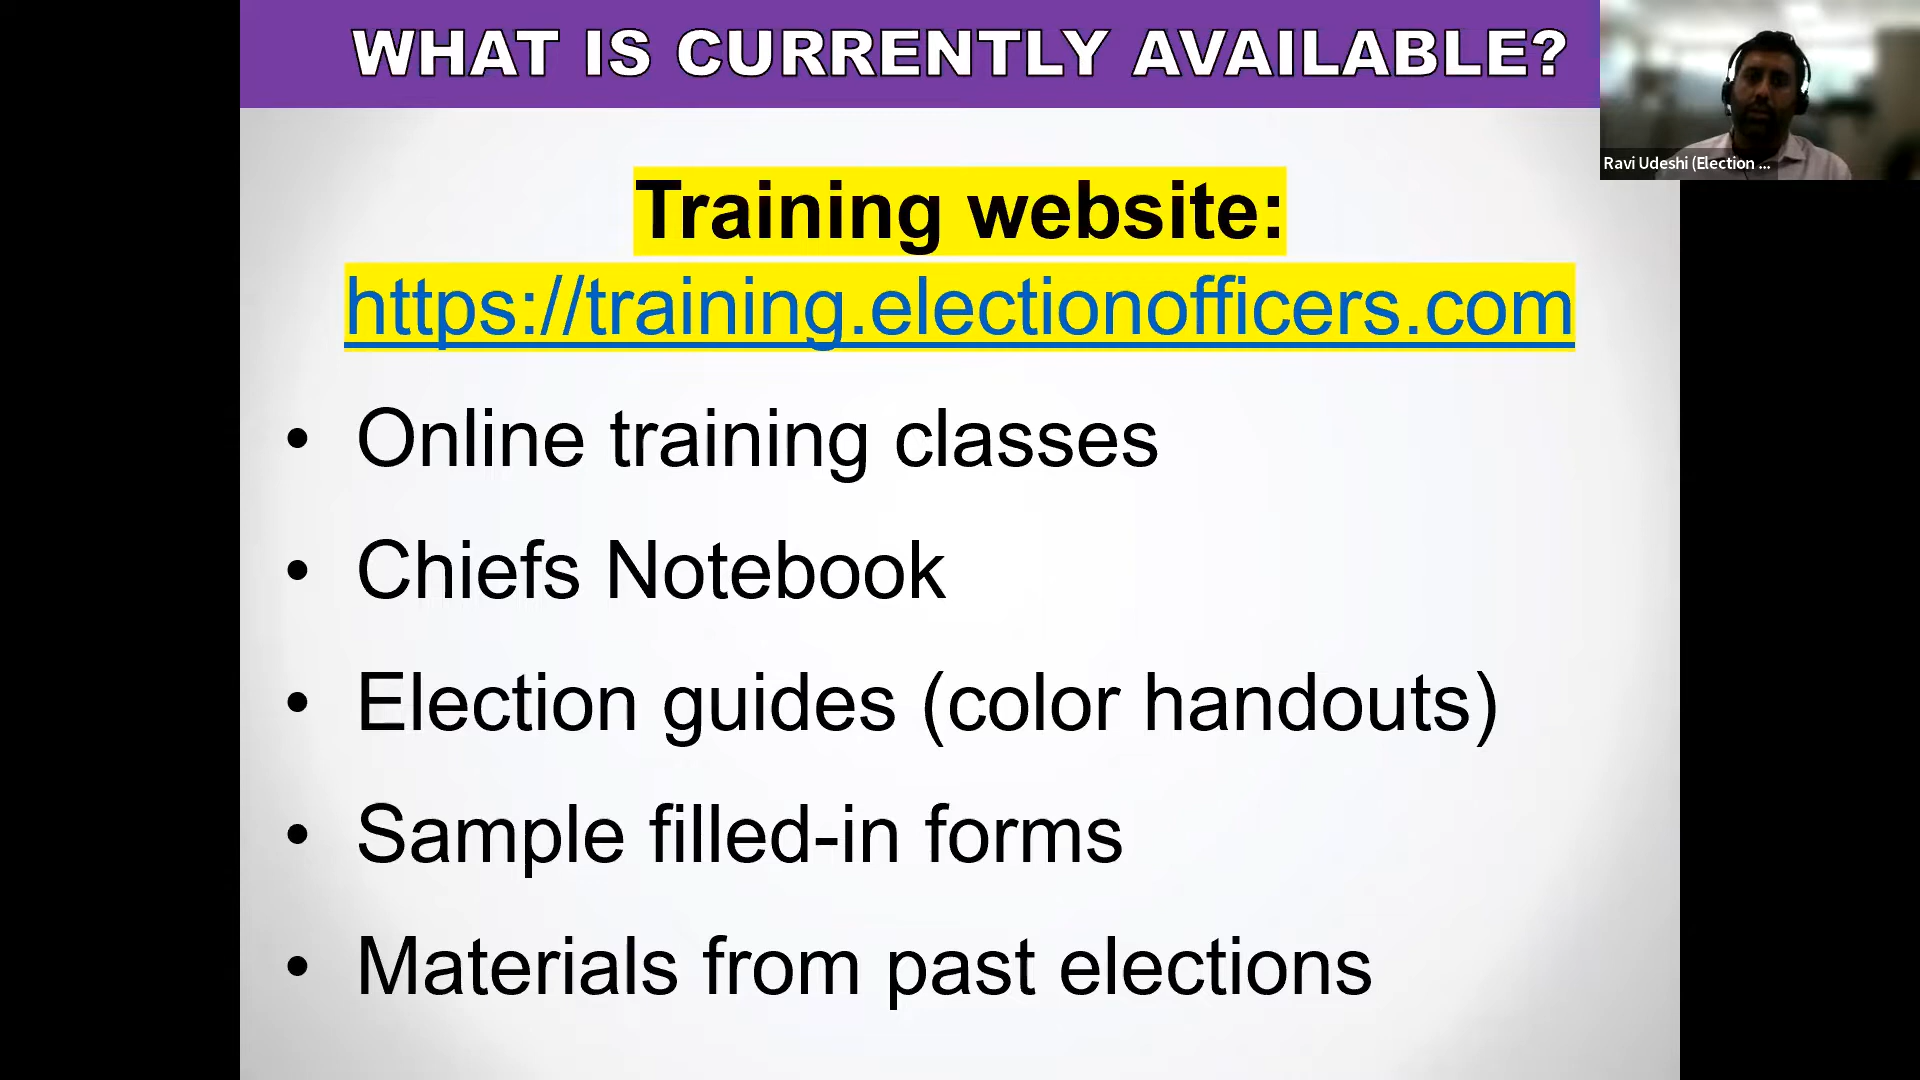 WHAT IS CURRENTLY AVAILABLE?
Ravi Udeshi (Election ...
Training website:
https://training.electionofficers.com
• Online training classes
• Chiefs Notebook
• Election guides (color handouts)
• Sample filled-in forms
• Materials from past elections